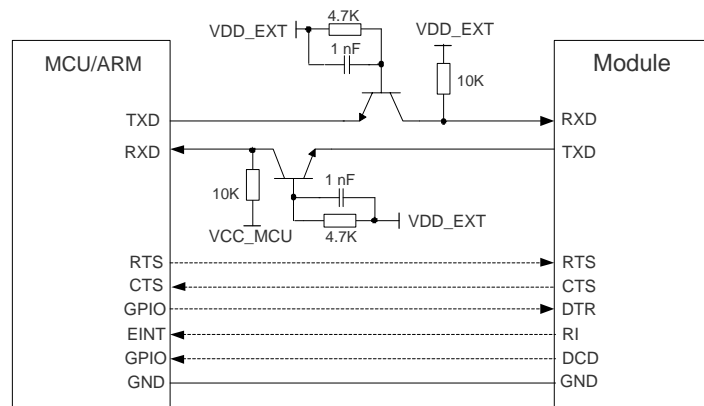 VDD_EXT
4.7K
1 nF
VDD_EXT
10K
MCU/ARM
Module
TXD
RXD
RXD
TXD
10K
VCC_MCU
1 nF
4.7K
VDD_EXT
RTS
RTS
CTS
CTS
GPIO
DTR
EINT
RI
GPIO
DCD
GND
GND